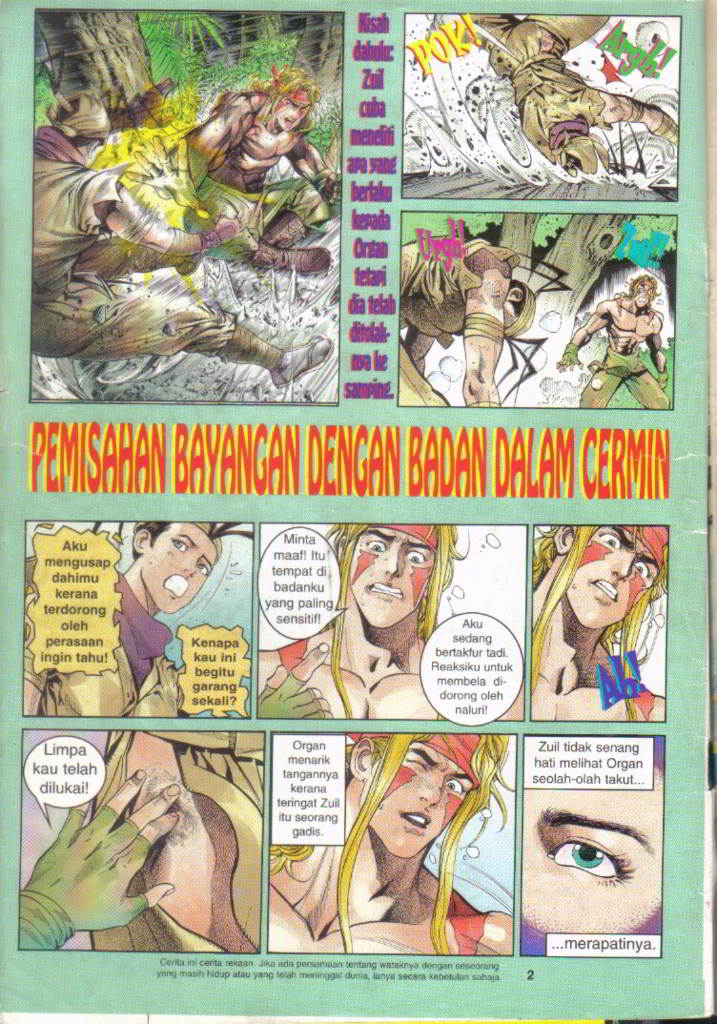 Kisah
dahulu:
Zuil
cuba
meneliti
apa yang
berlaku
kepada
Organ
tetapi
dia telah
ditolak-
nya ke
samping.
POK!
Argh!
Urgh!
Zuil!!
PEMISAHAN BAYANGAN DENGAN BADAN DALAM CERMIN
Aku
mengusap
dahimu
kerana
terdorong
oleh
perasaan
ingin tahu!
Kenapa
kau ini
begitu
garang
sekali?
Minta
maaf! Itu
tempat di
badanku
yang paling
sensitif!
Aku
sedang
bertakfur tadi.
Reaksiku untuk
membela di-
dorong oleh
naluri!
Ah!
Limpa
kau telah
dilukai!
Organ
menarik
tangannya
kerana
teringat Zuil
itu seorang
gadis.
Zuil tidak senang
hati melihat Organ
seolah-olah takut...
...merapatinya.
Cerita ini cerita rekaan. Jika ada persamaan tentang wataknya dengan seseorang
yang masih hidup atau yang telah meninggal dunia, ianya secara kebetulan sahaja.
2